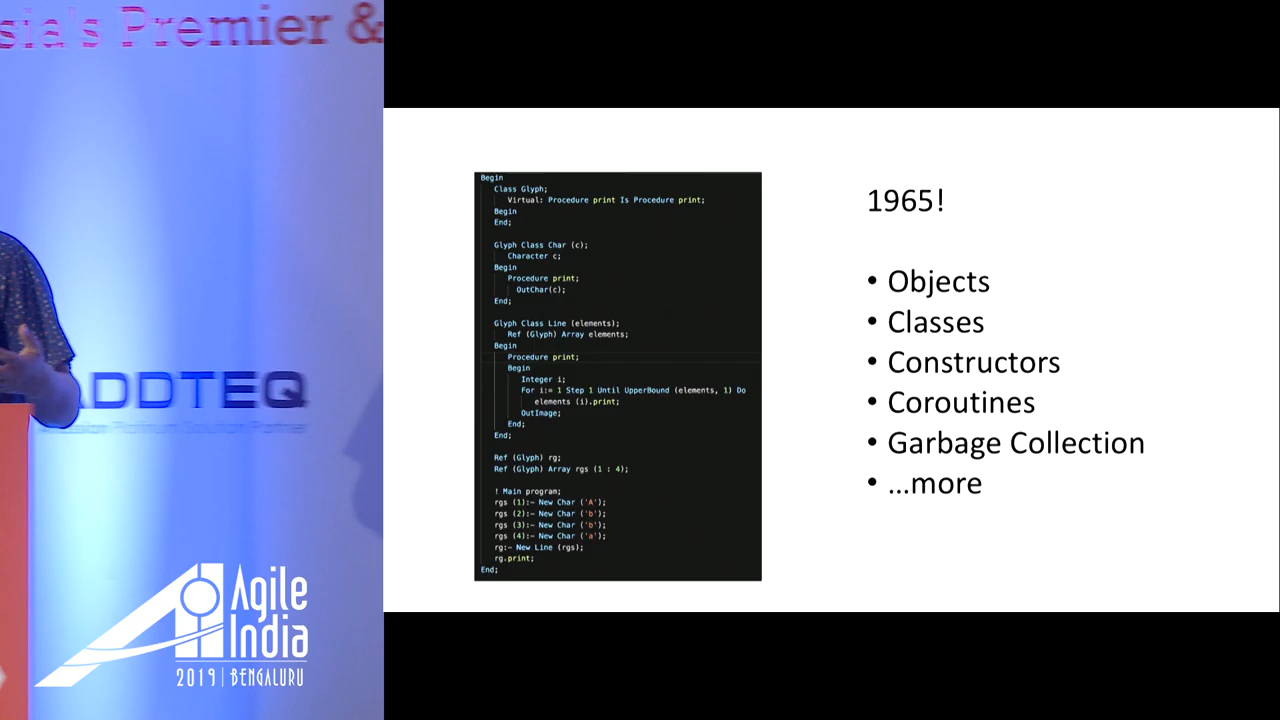 sia's Premier &
ADDTEQ
Agile
India
2019 | BENGALURU
Begin
Class Glyph;
Virtual: Procedure print Is Procedure print;
Begin
End;
Glyph Class Char (c);
Character c;
Begin
Procedure print;
OutChar(c);
End;
Glyph Class Line (elements);
Ref (Glyph) Array elements;
Begin
Procedure print;
Begin
Integer i;
For i:= 1 Step 1 Until UpperBound (elements, 1) Do
elements (i).print;
OutImage;
End;
End;
Ref (Glyph) rg;
Ref (Glyph) Array rgs (1 : 4);
! Main program;
rgs (1):- New Char ('A');
rgs (2):- New Char ('b');
rgs (3):- New Char ('b');
rgs (4):- New Char ('a');
rg:- New Line (rgs);
rg.print;
End;
1965!
• Objects
• Classes
• Constructors
• Coroutines
• Garbage Collection
• ...more